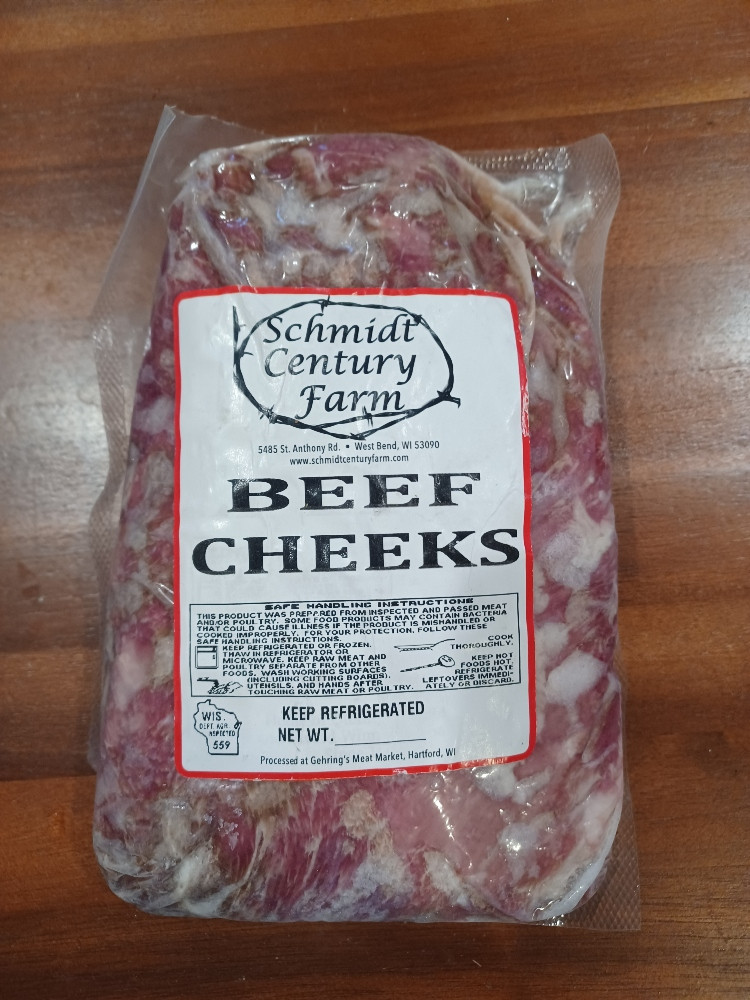 Schmidt
Century
Farm
5485 St. Anthony Rd. ▪ West Bend, WI 53090
www.schmidtcenturyfarm.com
BEEF
CHEEKS
SAFE HANDLING INSTRUCTIONS
THIS PRODUCT WAS PREPARED FROM INSPECTED AND PASSED MEAT
AND/OR POULTRY. SOME FOOD PRODUCTS MAY CONTAIN BACTERIA
THAT COULD CAUSE ILLNESS IF THE PRODUCT IS MISHANDLED OR
COOKED IMPROPERLY. FOR YOUR PROTECTION, FOLLOW THESE
SAFE HANDLING INSTRUCTIONS.
KEEP REFRIGERATED OR FROZEN.
THAW IN REFRIGERATOR OR
MICROWAVE.
KEEP RAW MEAT AND
POULTRY SEPARATE FROM OTHER
FOODS. WASH WORKING SURFACES
(INCLUDING CUTTING BOARDS),
UTENSILS, AND HANDS AFTER
TOUCHING RAW MEAT OR POULTRY.
COOK
THOROUGHLY.
KEEP HOT
FOODS HOT.
REFRIGERATE
LEFTOVERS IMMEDI-
ATELY OR DISCARD.
WIS.
DEPT. AGR.
INSPECTED
559
KEEP REFRIGERATED
NET WT. ____________
Processed at Gehring's Meat Market, Hartford, WI